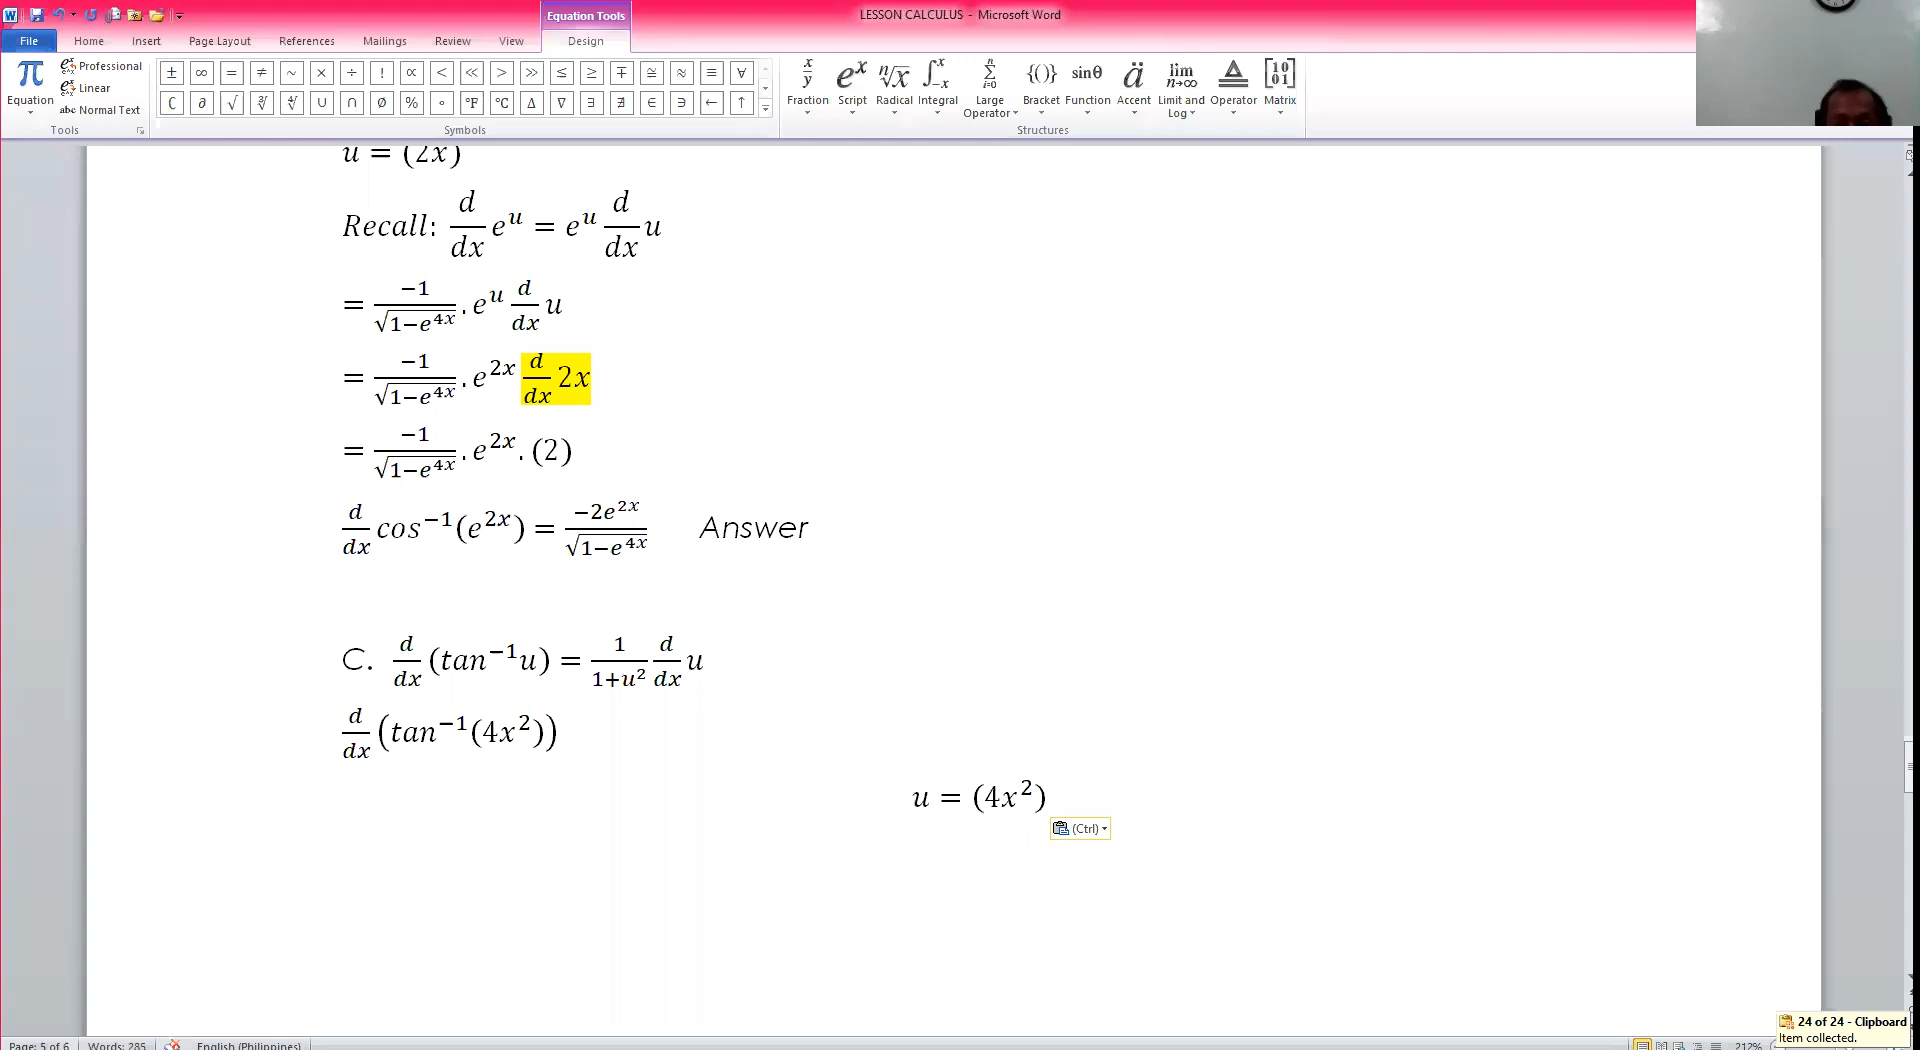 Equation Tools
LESSON CALCULUS - Microsoft Word
File Home Insert Page Layout References Mailings Review View Design
π Equation
Professional
Linear
abc Normal Text
Tools
± ∞ = ≠ ~ × ÷ ! ∝ < ≪ > ≫ ≤ ≥ ∓ ≅ ≈ ≡ ∀
∁ ∂ √ ∛ ∜ ∪ ∩ ∅ % ° °F °C ∆ ∇ ∃ ∄ ∈ ∋ ← ↑
Symbols
Fraction Script Radical Integral Large Operator Bracket Function Accent Limit and Log Operator Matrix
Structures
u = (2x)
Recall: d/dx e^u = e^u d/dx u
= -1/√(1-e^{4x}) . e^u d/dx u
= -1/√(1-e^{4x}) . e^{2x} d/dx 2x
= -1/√(1-e^{4x}) . e^{2x} . (2)
d/dx cos^{-1}(e^{2x}) = -2e^{2x}/√(1-e^{4x}) Answer
C. d/dx (tan^{-1}u) = 1/(1+u^2) d/dx u
d/dx (tan^{-1}(4x^2))
u = (4x^2)
(Ctrl)
24 of 24 - Clipboard
Item collected.
Page: 5 of 6 Words: 285 English (Philippines) 212%